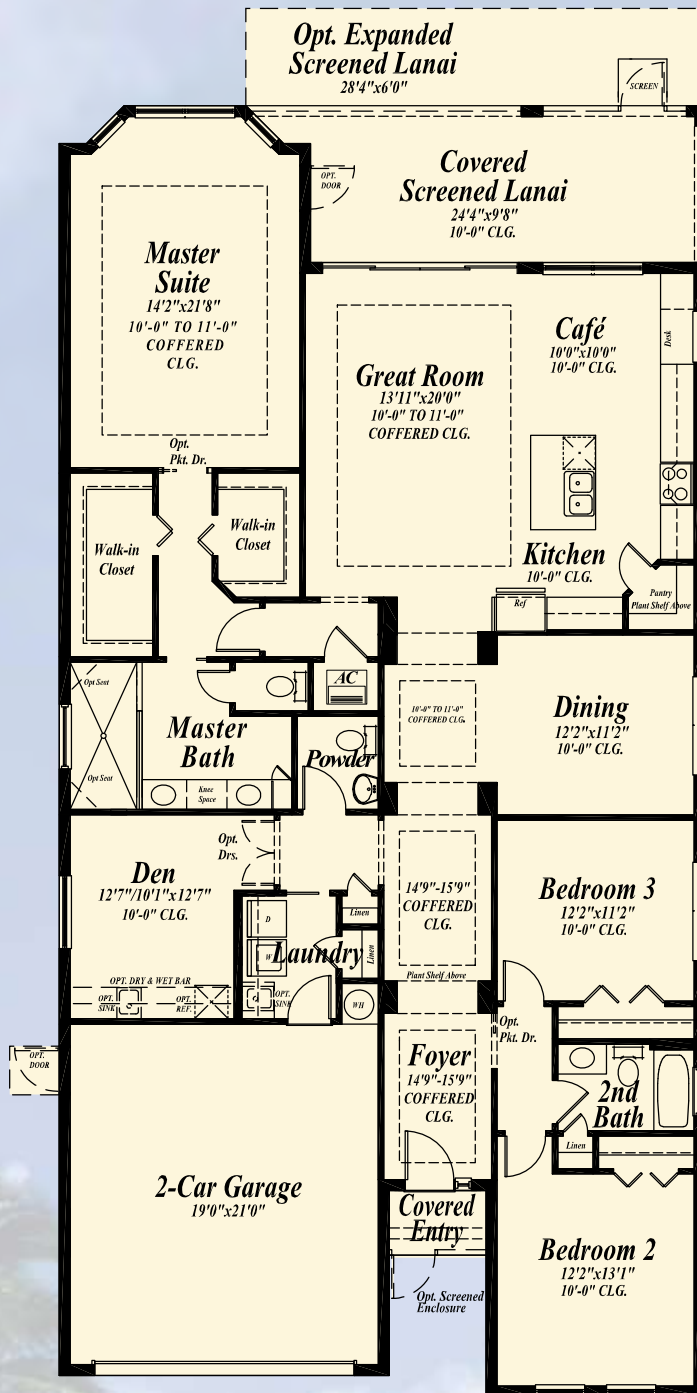 Opt. Expanded
Screened Lanai
28'4"x6'0"
SCREEN
Covered
Screened Lanai
24'4"x9'8"
10'-0" CLG.
OPT.
DOOR
Master
Suite
14'2"x21'8"
10'-0" TO 11'-0"
COFFERED
CLG.
Great Room
13'11"x20'0"
10'-0" TO 11'-0"
COFFERED CLG.
Café
10'0"x10'0"
10'-0" CLG.
Desk
Opt.
Pkt. Dr.
Walk-in
Closet
Walk-in
Closet
Kitchen
10'-0" CLG.
Ref
Pantry
Plant Shelf Above
AC
Opt Seat
Opt Seat
Master
Bath
Knee
Space
Powder
10'-0" TO 11'-0"
COFFERED CLG.
Dining
12'2"x11'2"
10'-0" CLG.
Opt.
Drs.
Den
12'7"/10'1"x12'7"
10'-0" CLG.
OPT. DRY & WET BAR
OPT.
SINK
OPT.
REF.
D
W
Laundry
OPT.
SINK
Linen
Linen
WH
14'9"-15'9"
COFFERED
CLG.
Plant Shelf Above
Bedroom 3
12'2"x11'2"
10'-0" CLG.
Opt.
Pkt. Dr.
Foyer
14'9"-15'9"
COFFERED
CLG.
2nd
Bath
Linen
OPT.
DOOR
2-Car Garage
19'0"x21'0"
Covered
Entry
Opt. Screened
Enclosure
Bedroom 2
12'2"x13'1"
10'-0" CLG.